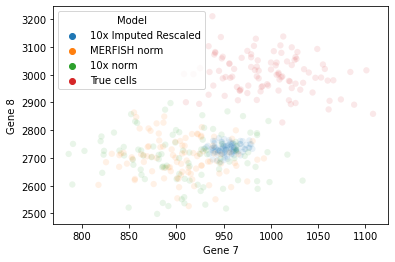 Model
10x Imputed Rescaled
MERFISH norm
10x norm
True cells
3200
3100
3000
2900
2800
2700
2600
2500
Gene 8
800
850
900
950
1000
1050
1100
Gene 7